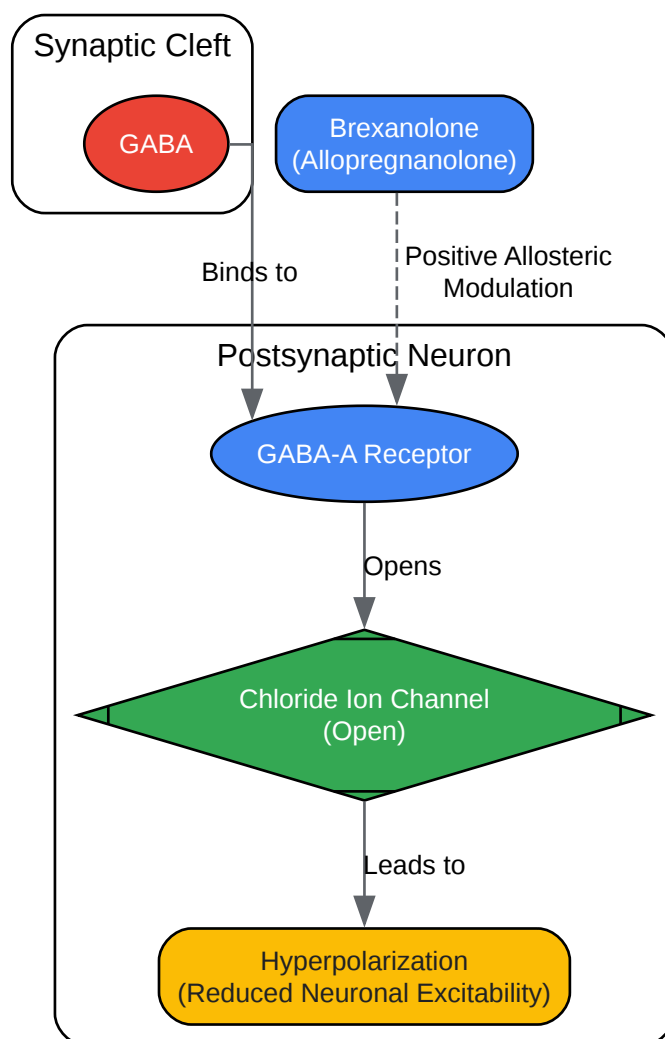 Synaptic Cleft
GABA
Brexanolone
(Allopregnanolone)
Binds to
Positive Allosteric
Modulation
Postsynaptic Neuron
GABA-A Receptor
Opens
Chloride Ion Channel
(Open)
Leads to
Hyperpolarization
(Reduced Neuronal Excitability)